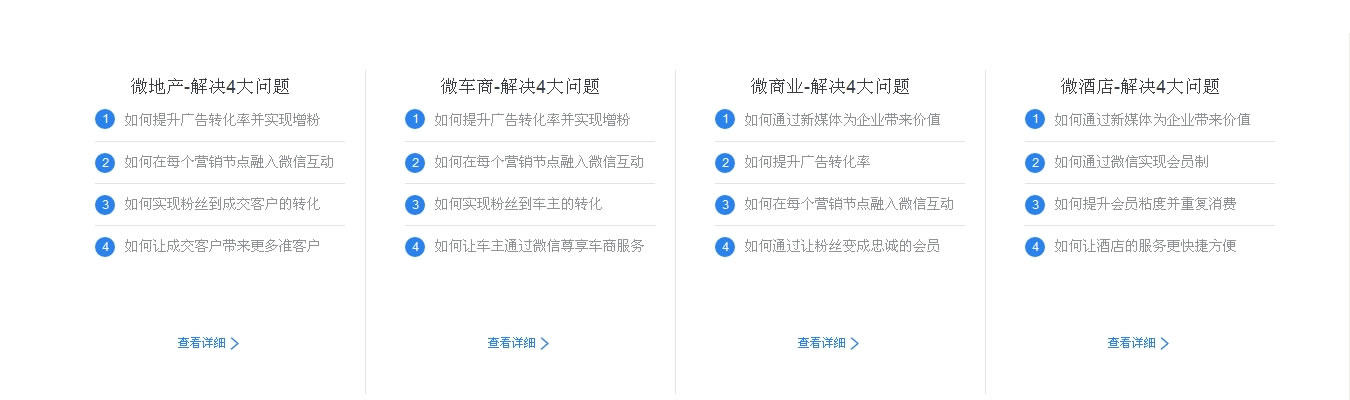 微地产-解决4大问题
1 如何提升广告转化率并实现增粉
2 如何在每个营销节点融入微信互动
3 如何实现粉丝到成交客户的转化
4 如何让成交客户带来更多准客户
查看详细 >
微车商-解决4大问题
1 如何提升广告转化率并实现增粉
2 如何在每个营销节点融入微信互动
3 如何实现粉丝到车主的转化
4 如何让车主通过微信尊享车商服务
查看详细 >
微商业-解决4大问题
1 如何通过新媒体为企业带来价值
2 如何提升广告转化率
3 如何在每个营销节点融入微信互动
4 如何通过让粉丝变成忠诚的会员
查看详细 >
微酒店-解决4大问题
1 如何通过新媒体为企业带来价值
2 如何通过微信实现会员制
3 如何提升会员粘度并重复消费
4 如何让酒店的服务更快捷方便
查看详细 >